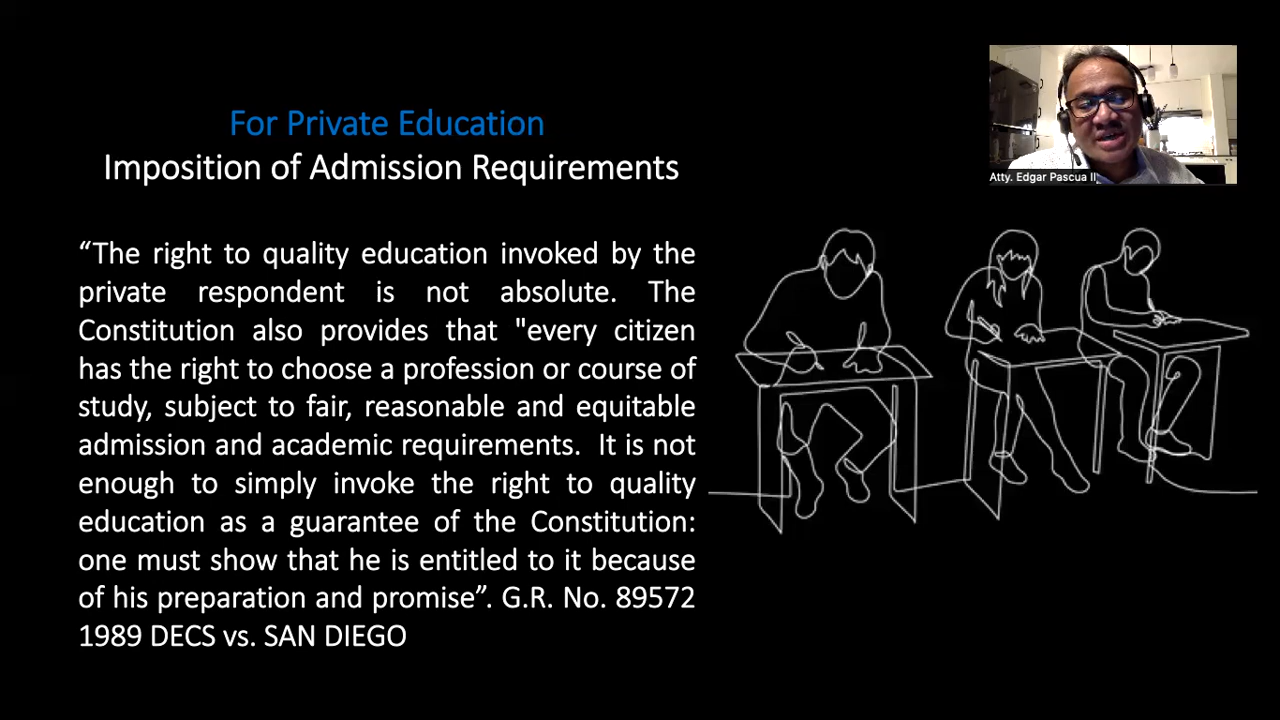 For Private Education
Imposition of Admission Requirements
“The right to quality education invoked by the
private respondent is not absolute. The
Constitution also provides that "every citizen
has the right to choose a profession or course of
study, subject to fair, reasonable and equitable
admission and academic requirements. It is not
enough to simply invoke the right to quality
education as a guarantee of the Constitution:
one must show that he is entitled to it because
of his preparation and promise”. G.R. No. 89572
1989 DECS vs. SAN DIEGO
Atty. Edgar Pascua II